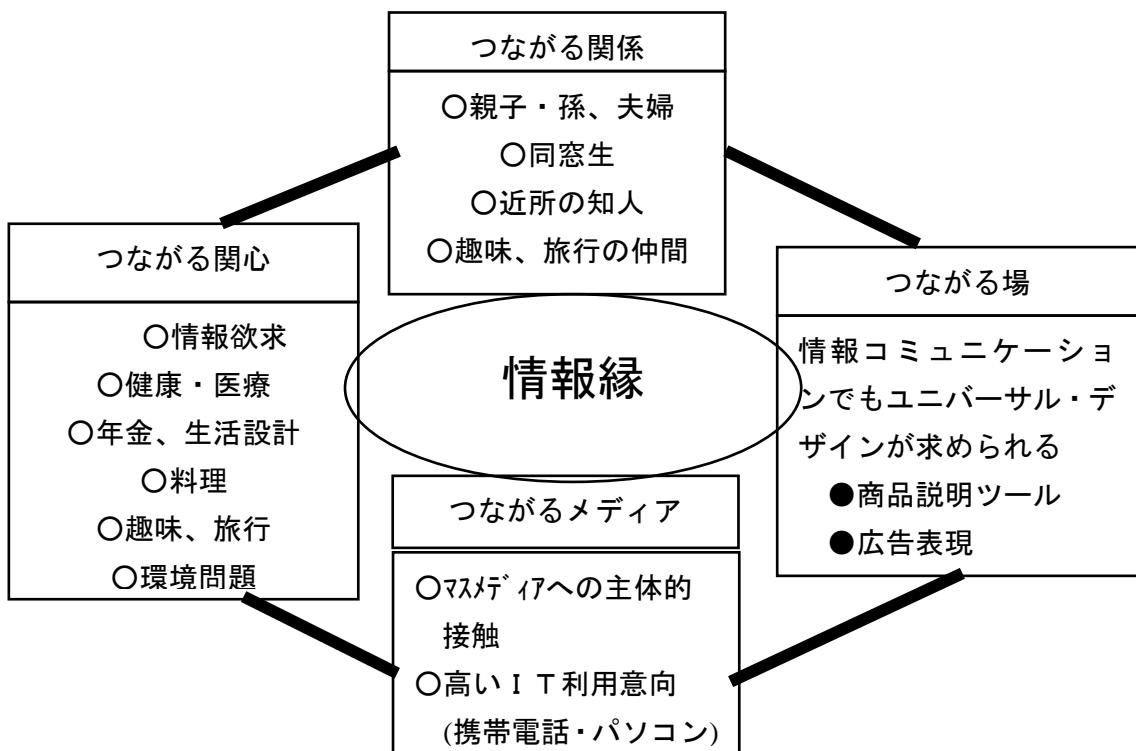 つながる関係
○親子・孫、夫婦
○同窓生
○近所の知人
○趣味、旅行の仲間
つながる関心
○情報欲求
○健康・医療
○年金、生活設計
○料理
○趣味、旅行
○環境問題
情報縁
つながる場
情報コミュニケーショ
ンでもユニバーサル・デ
ザインが求められる
●商品説明ツール
●広告表現
つながるメディア
○ﾏｽﾒﾃﾞｨｱへの主体的
接触
○高いＩＴ利用意向
(携帯電話・パソコン)